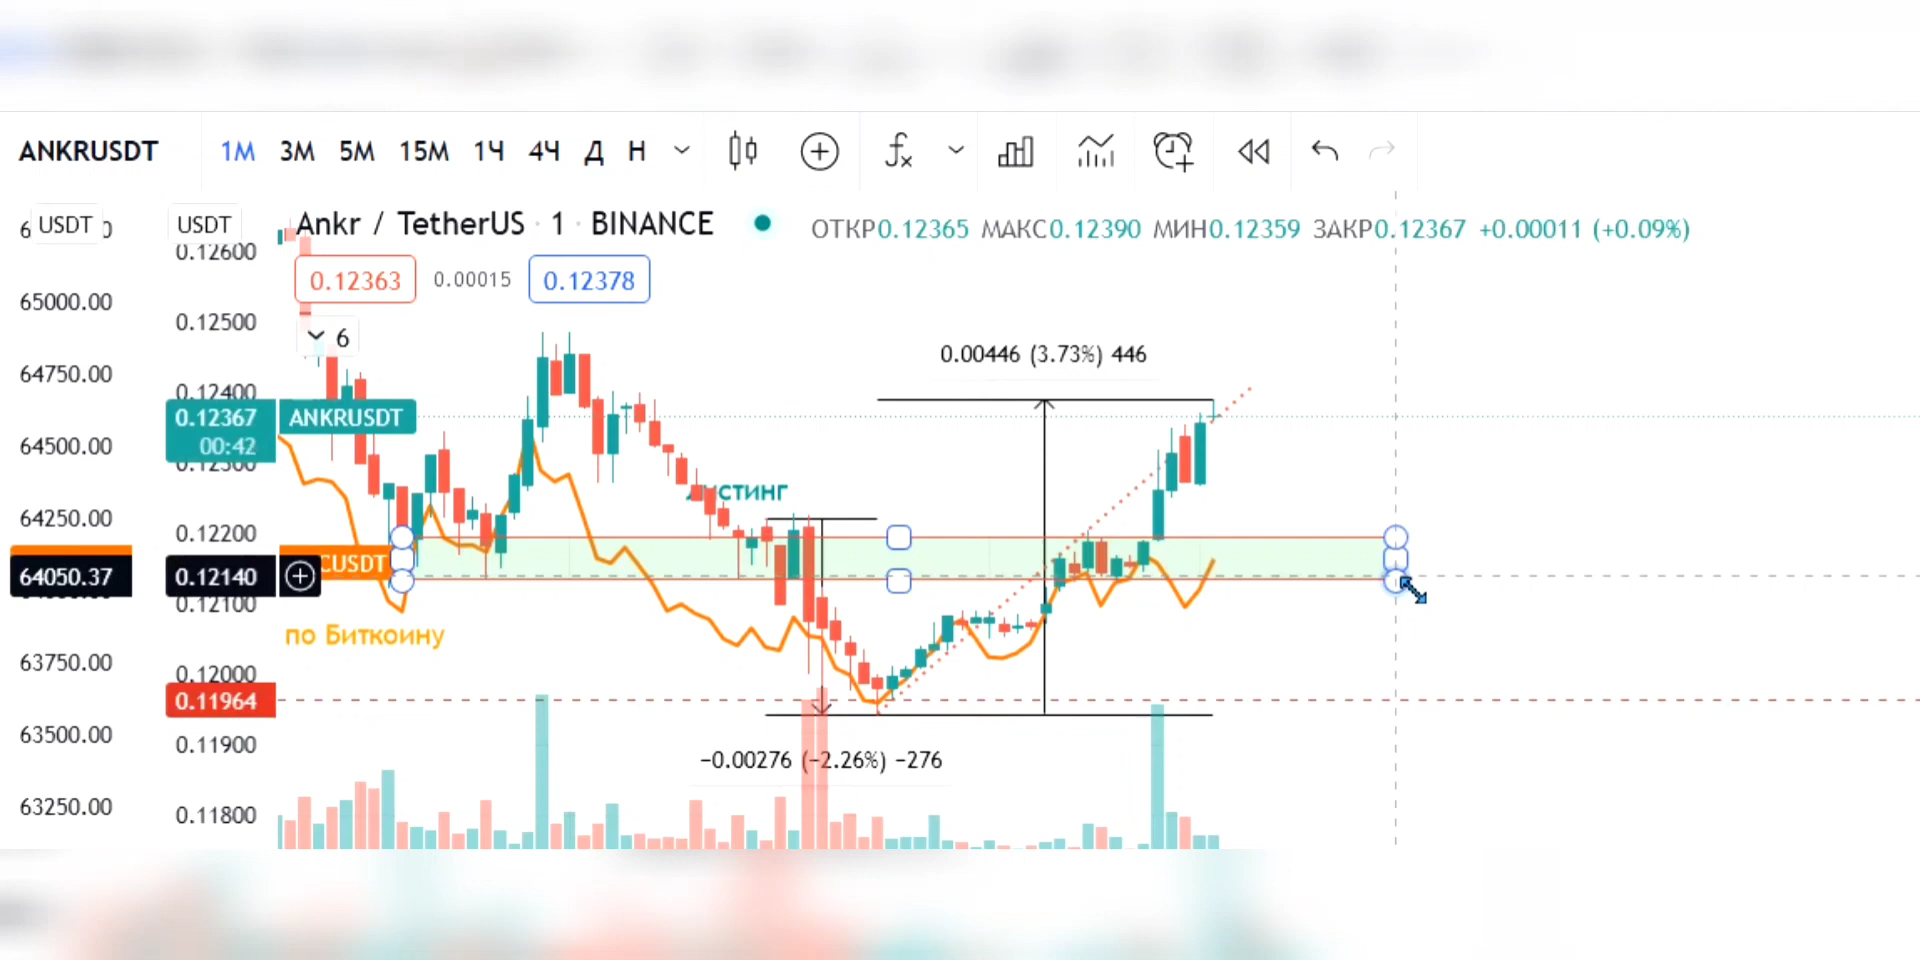 ANKRUSDT 1М 3М 5М 15М 1Ч 4Ч Д Н
USDT USDT Ankr / TetherUS · 1 · BINANCE ОТКР0.12365 МАКС0.12390 МИН0.12359 ЗАКР0.12367 +0.00011 (+0.09%)
0.12600
0.12363 0.00015 0.12378
65000.00
0.12500
6
0.00446 (3.73%) 446
64750.00
0.12400
0.12367 ANKRUSDT
00:42
64500.00
0.12300
64250.00
0.12200
CUSDT
64050.37 0.12140
0.12100
по Биткоину
63750.00
0.12000
0.11964
63500.00
0.11900
−0.00276 (−2.26%) −276
63250.00
0.11800